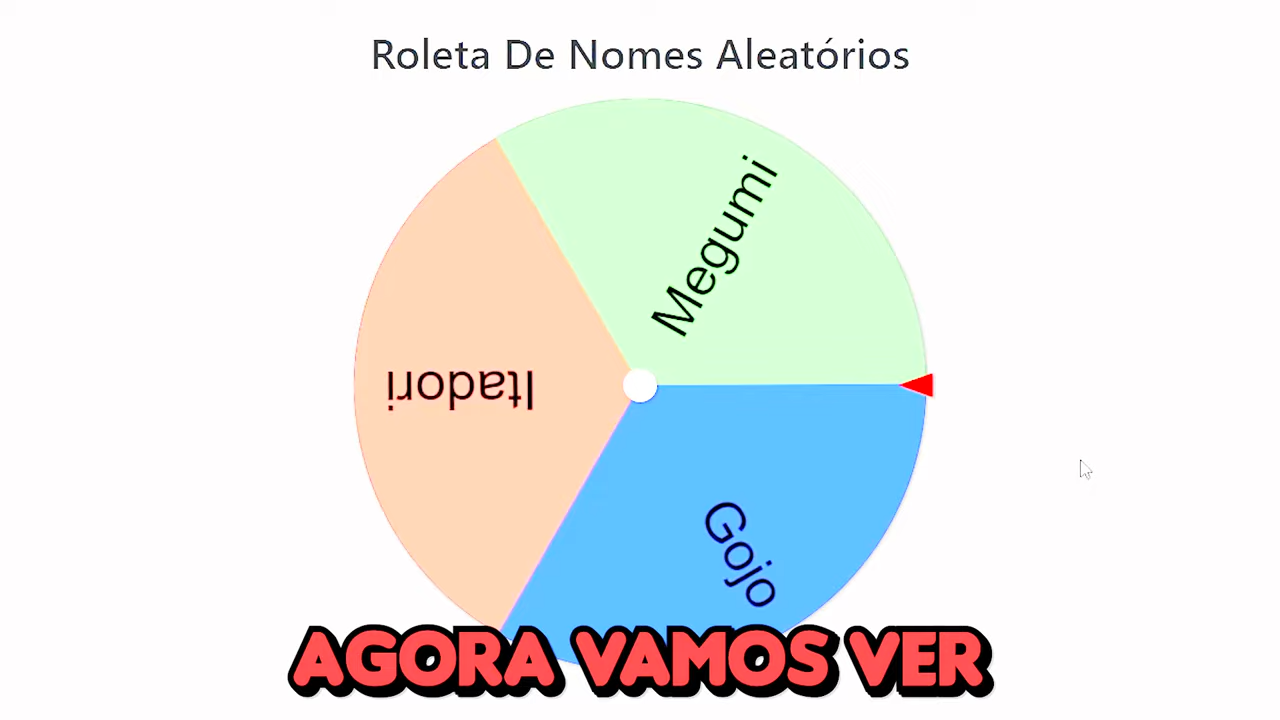 Roleta De Nomes Aleatórios
Megumi
Itadori
Gojo
AGORA VAMOS VER